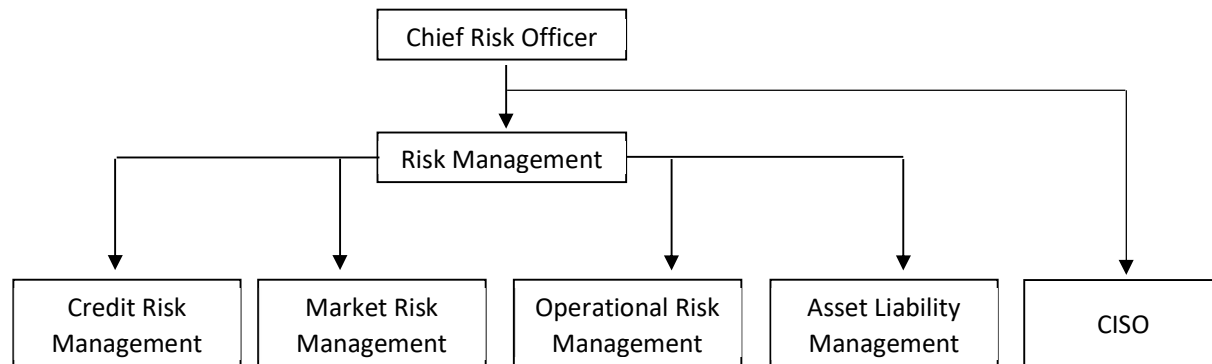 Chief Risk Officer
Risk Management
Credit Risk
Management
Market Risk
Management
Operational Risk
Management
Asset Liability
Management
CISO